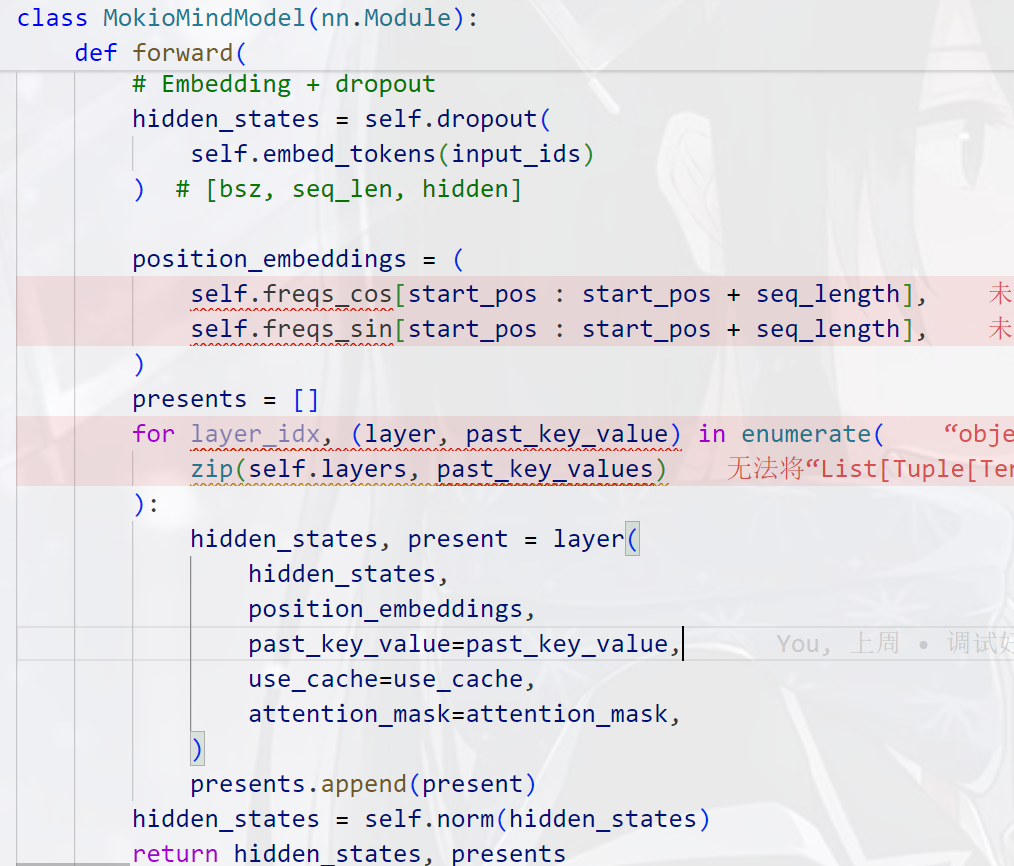 class MokioMindModel(nn.Module):
    def forward(
        # Embedding + dropout
        hidden_states = self.dropout(
            self.embed_tokens(input_ids)
        )  # [bsz, seq_len, hidden]

        position_embeddings = (
            self.freqs_cos[start_pos : start_pos + seq_length],    未
            self.freqs_sin[start_pos : start_pos + seq_length],    未
        )
        presents = []
        for layer_idx, (layer, past_key_value) in enumerate(    “obje
            zip(self.layers, past_key_values)    无法将“List[Tuple[Ten
        ):
            hidden_states, present = layer(
                hidden_states,
                position_embeddings,
                past_key_value=past_key_value,    You, 上周 • 调试好
                use_cache=use_cache,
                attention_mask=attention_mask,
            )
            presents.append(present)
        hidden_states = self.norm(hidden_states)
        return hidden_states, presents